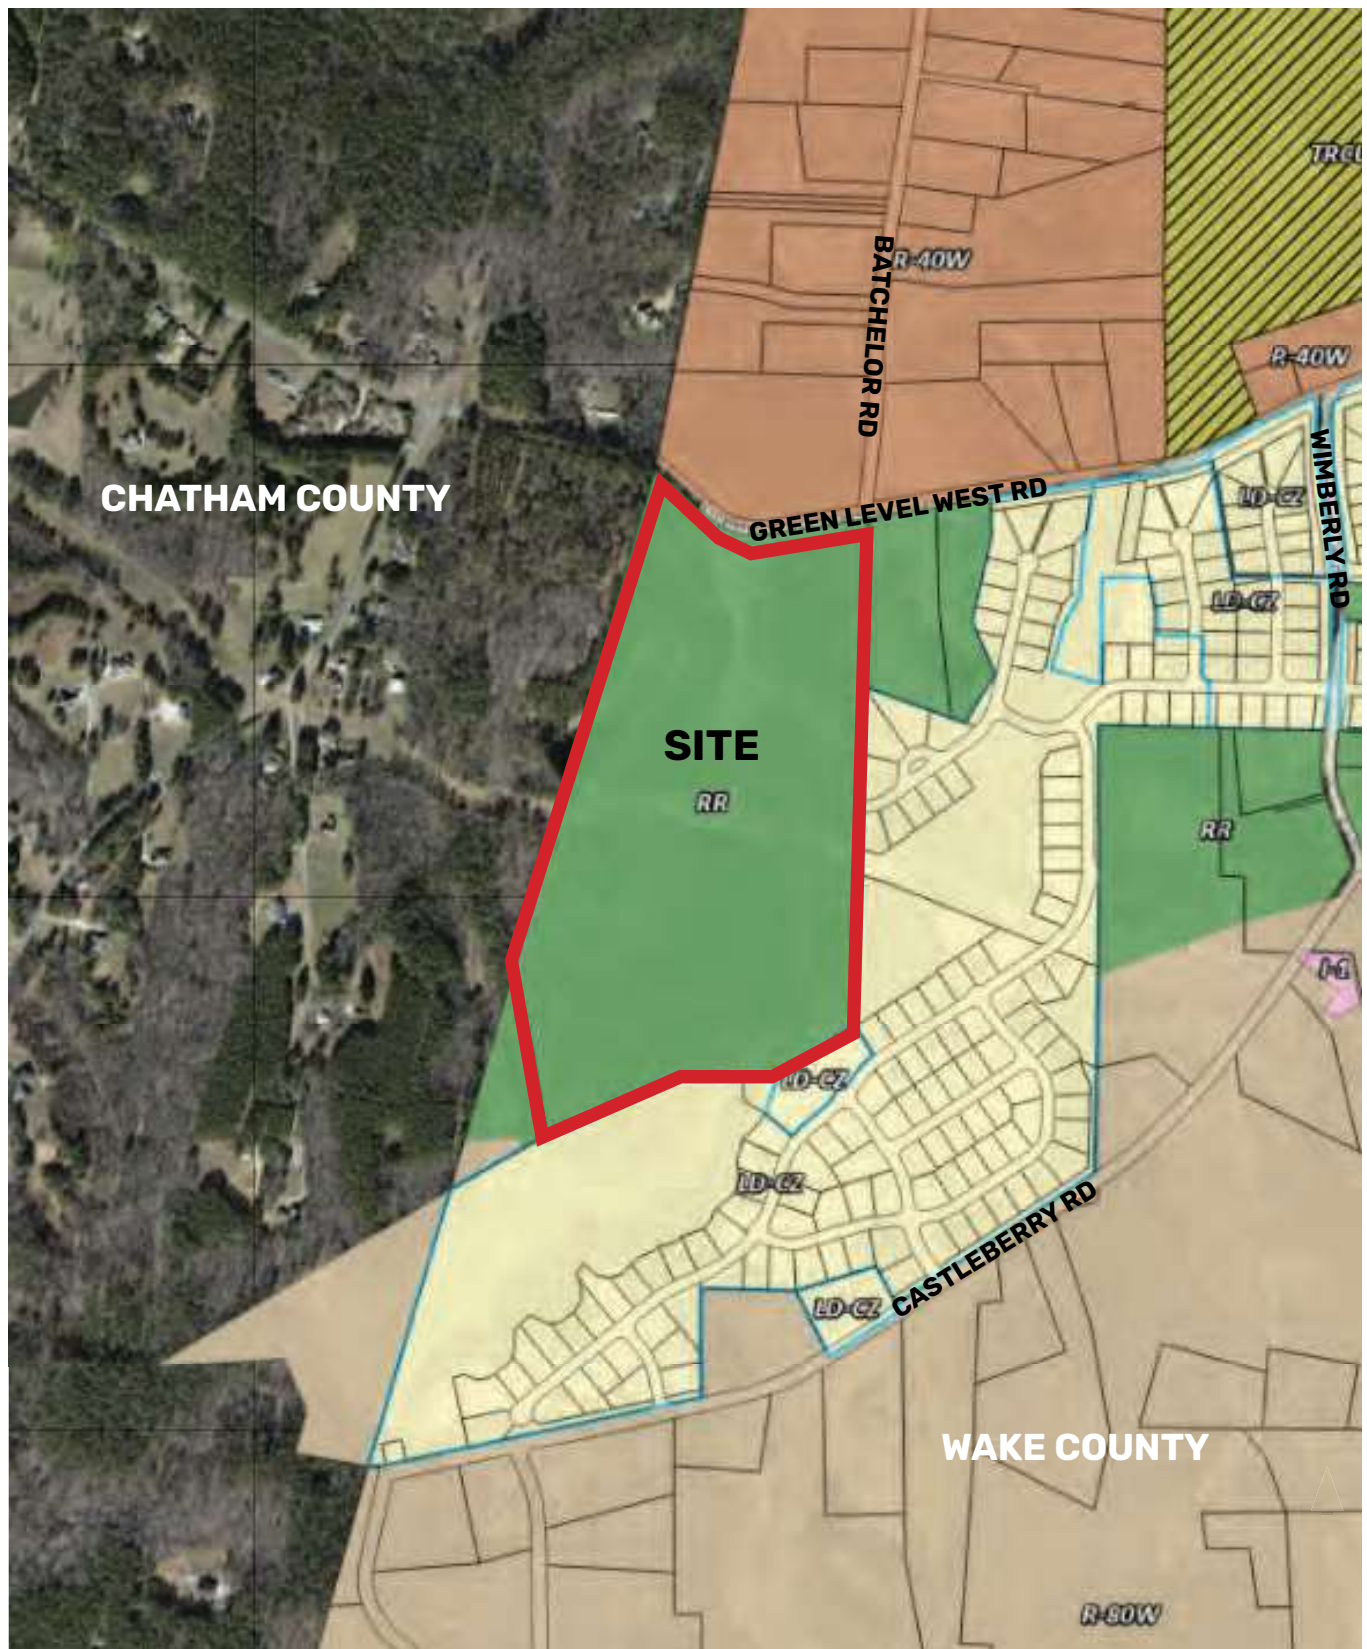 TRCU
R-40W
BATCHELOR RD
R-40W
CHATHAM COUNTY
GREEN LEVEL WEST RD
LD-CZ
WIMBERLY RD
LD-CZ
SITE
RR
RR
I-1
LD-CZ
LD-CZ
CASTLEBERRY RD
LD-CZ
WAKE COUNTY
R-80W